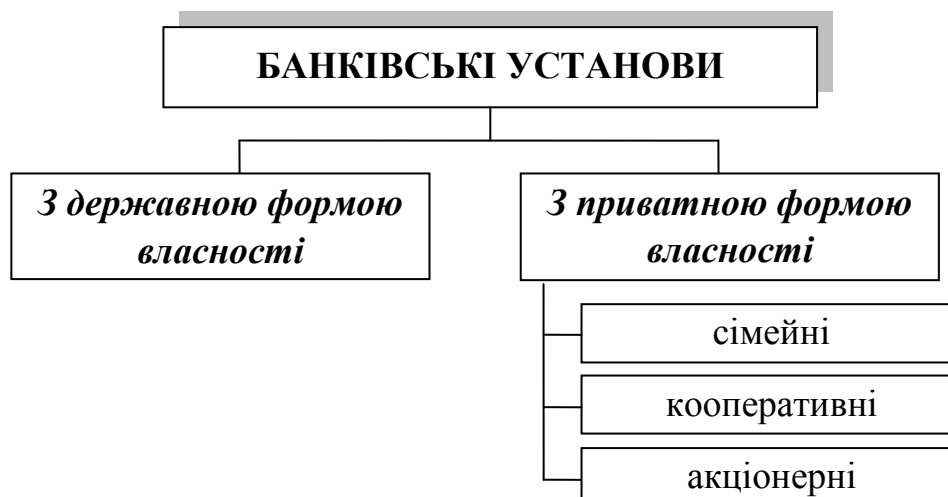 БАНКІВСЬКІ УСТАНОВИ
З державною формою
власності
З приватною формою
власності
сімейні
кооперативні
акціонерні